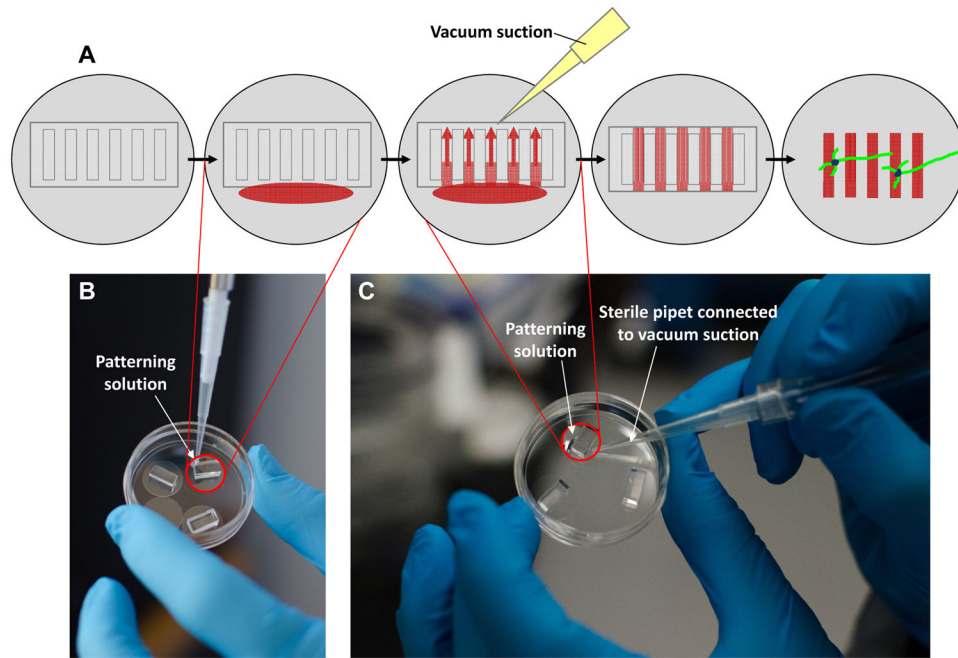 Vacuum suction
A
B
Patterning
solution
C
Patterning
solution
Sterile pipet connected
to vacuum suction